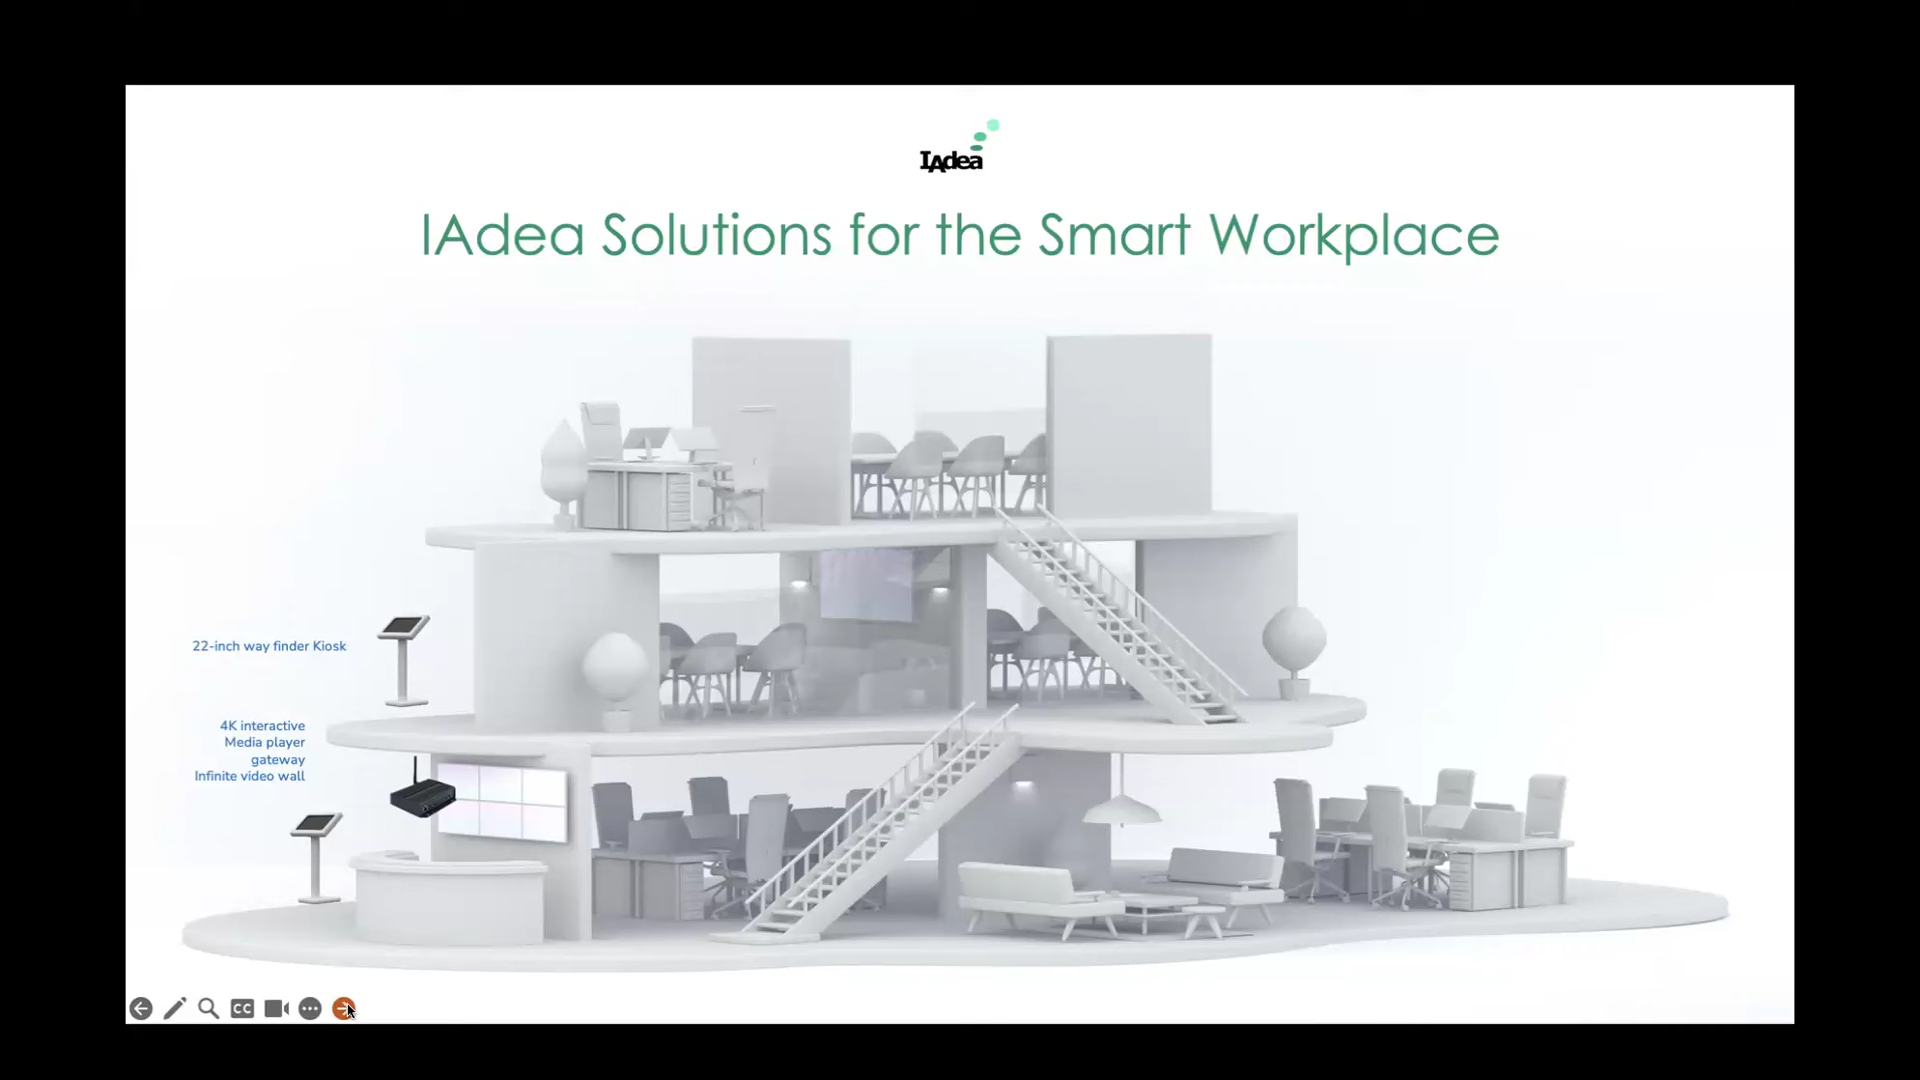 IAdea
IAdea Solutions for the Smart Workplace
22-inch way finder Kiosk
4K interactive
Media player
gateway
Infinite video wall
CC